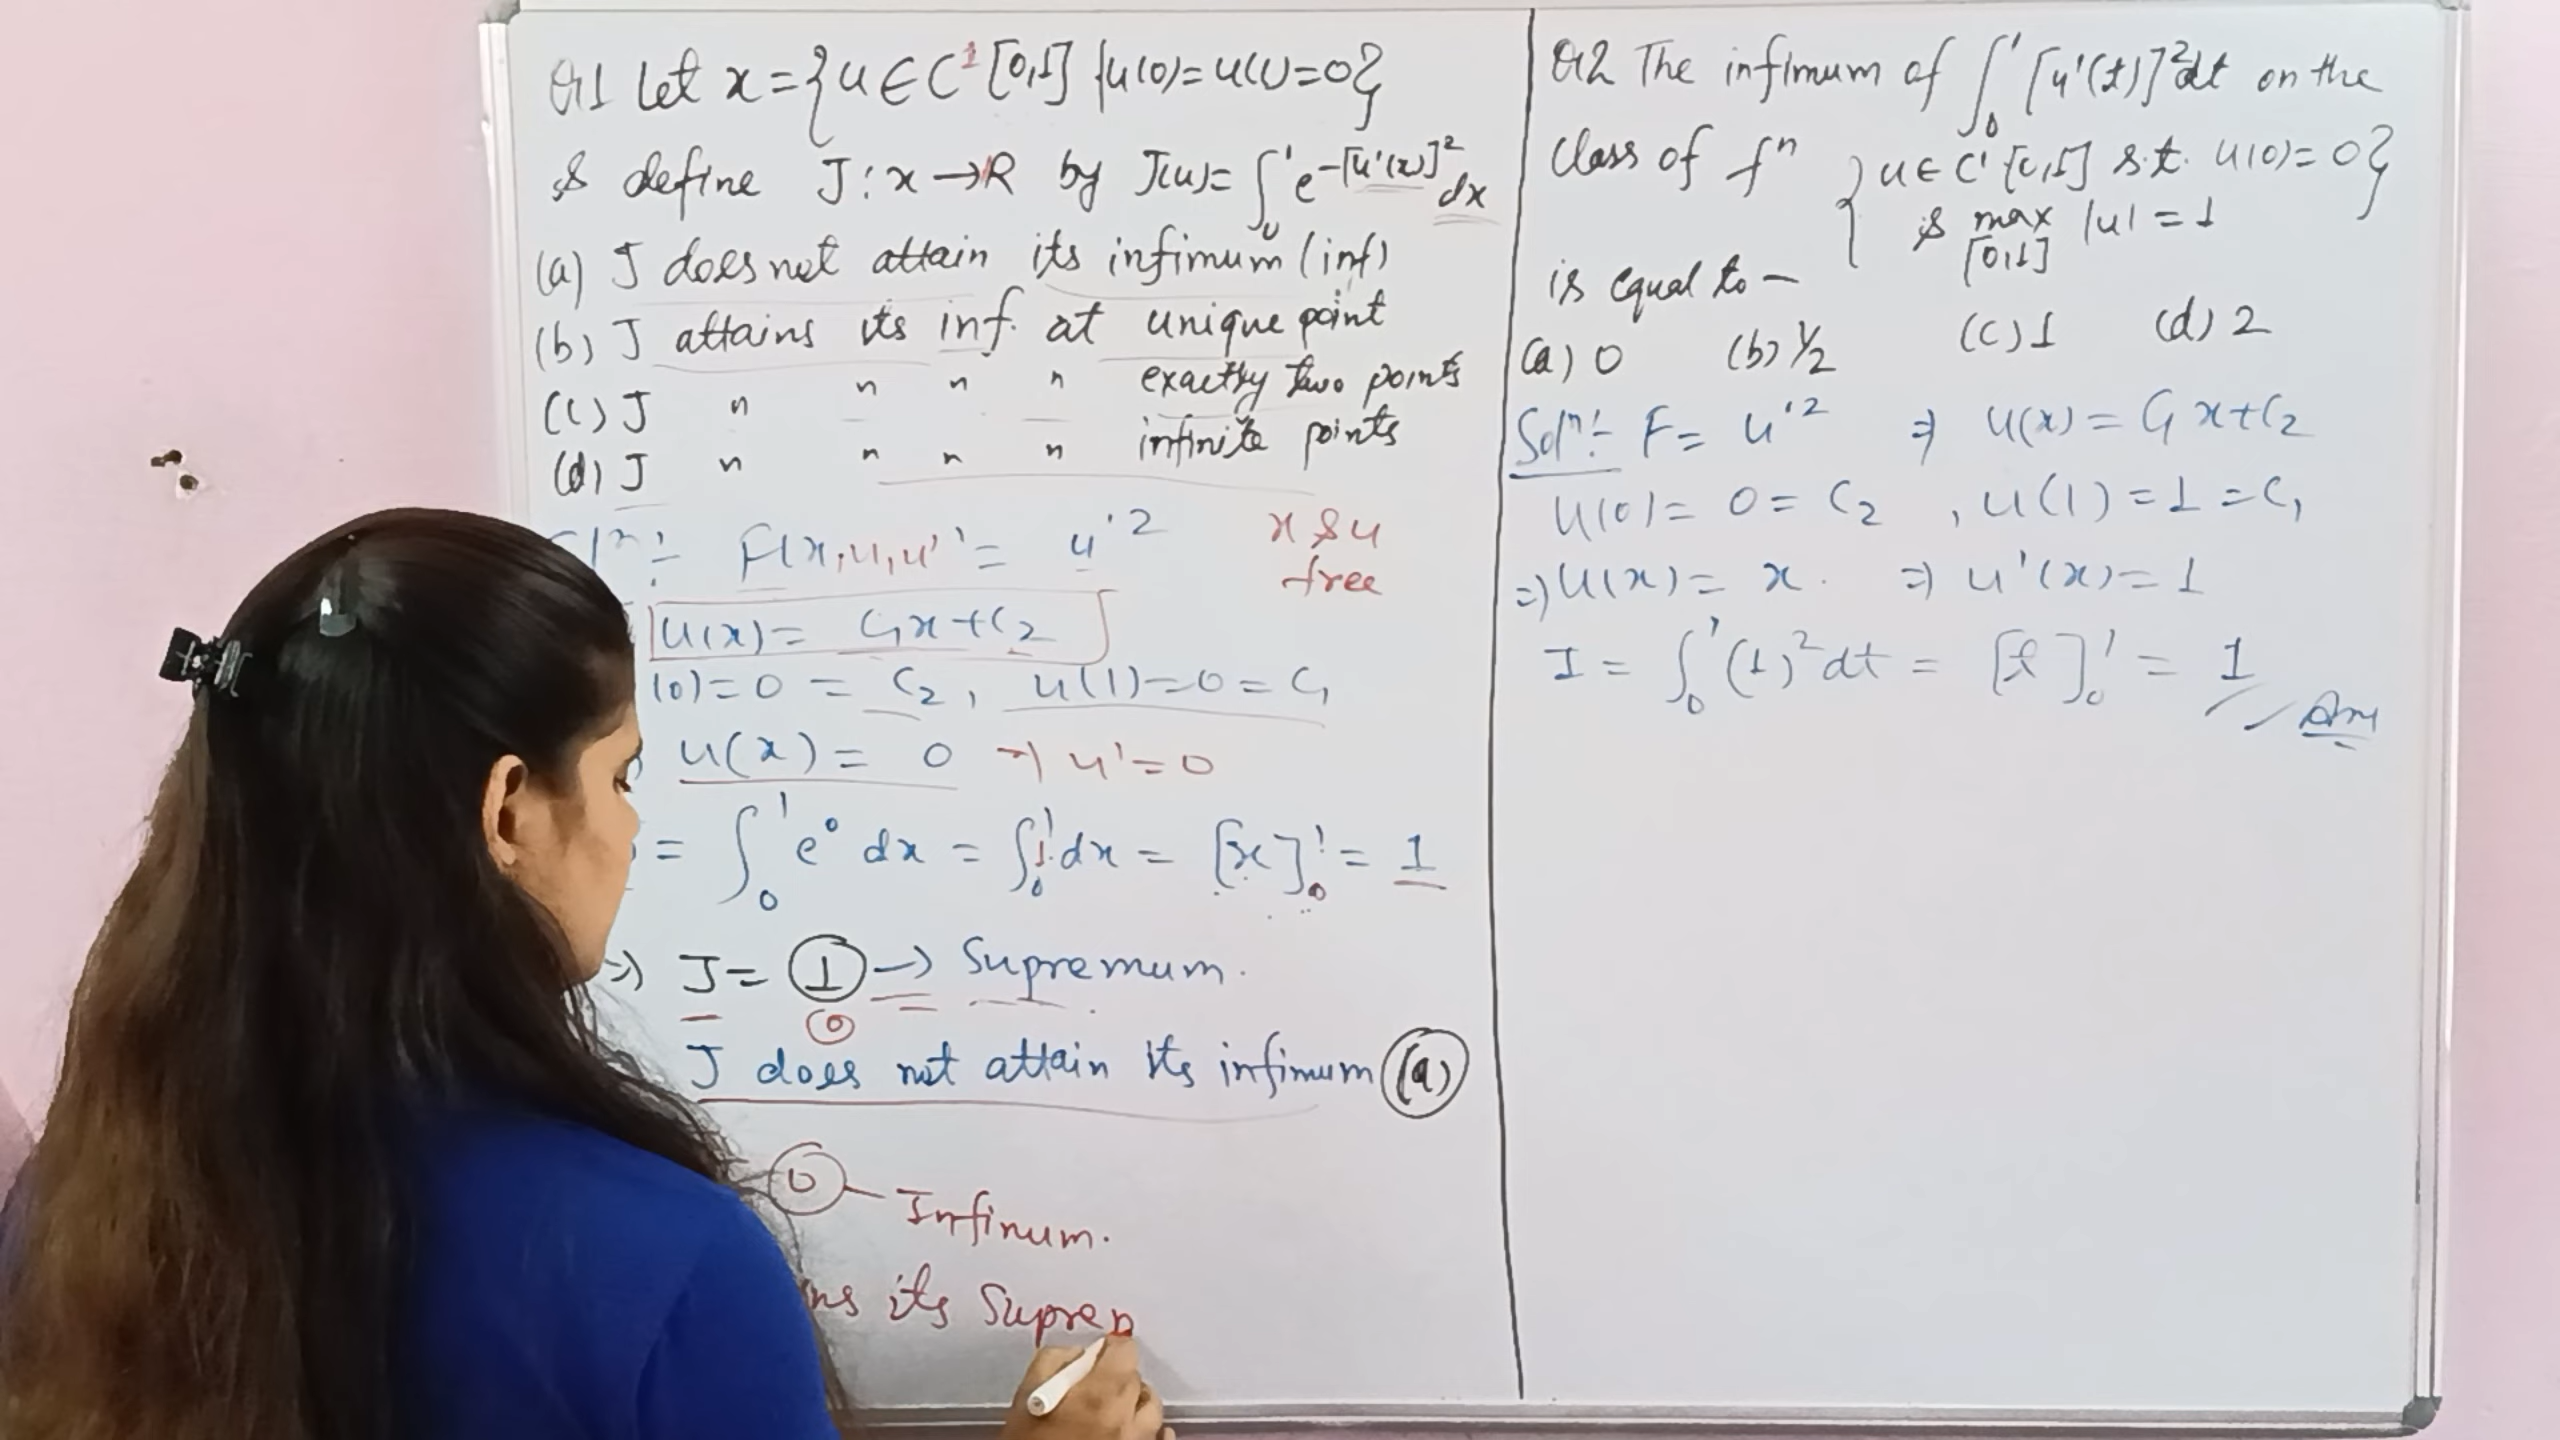 Q1 Let x = {u ∈ C¹[0,1] | u(0) = u(1) = 0}
& define J : x → R by J(u) = ∫₀¹ e^{-[u'(x)]²} dx
(a) J does not attain its infimum (inf)
(b) J attains its inf. at unique point
(c) J " " " " exactly two points
(d) J " " " " infinite points
F(x,u,u' = u'² x & u free
u(x) = C₁x + C₂
(0) = 0 = C₂, u(1) = 0 = C₁
u(x) = 0 → u' = 0
= ∫₀¹ e⁰ dx = ∫₀¹ 1·dx = [x]₀¹ = 1
⇒ J = 1 → Supremum.
0
J does not attain its infimum (a)
0 — Infinum.
ns its Suprem
Q2 The infimum of ∫₀¹ [u'(t)]² dt on the
class of fⁿ {u ∈ C¹[0,1] s.t. u(0) = 0
& max [0,1] |u| = 1}
is equal to —
(a) 0 (b) 1/2 (c) 1 (d) 2
Solⁿ:- F = u'² ⇒ u(x) = C₁x + C₂
u(0) = 0 = C₂, u(1) = 1 = C₁
⇒ u(x) = x. ⇒ u'(x) = 1
I = ∫₀¹ (1)² dt = [t]₀¹ = 1 Ans